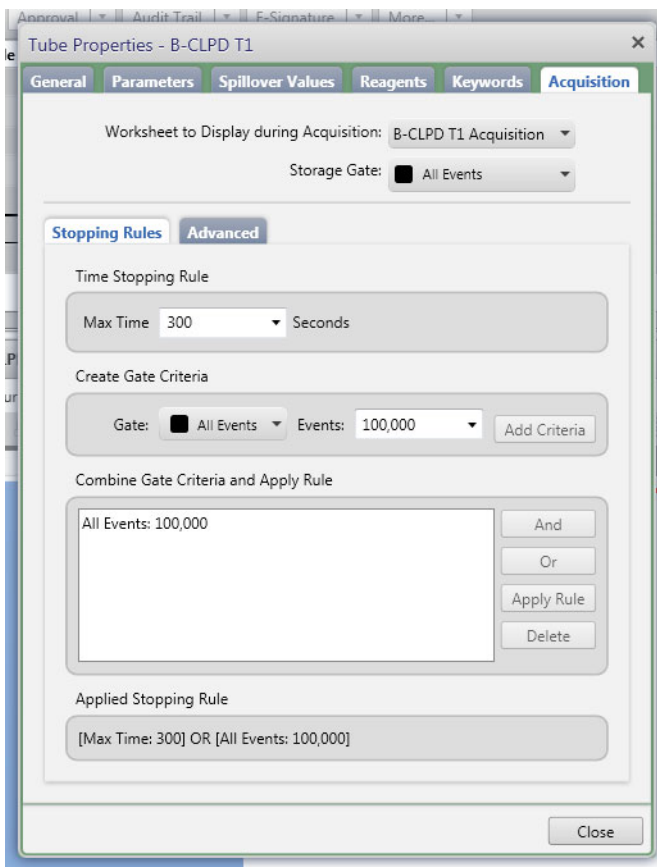 Approval Audit Trail E-Signature More...
Tube Properties - B-CLPD T1
General Parameters Spillover Values Reagents Keywords Acquisition
Worksheet to Display during Acquisition: B-CLPD T1 Acquisition
Storage Gate: All Events
Stopping Rules Advanced
Time Stopping Rule
Max Time 300 Seconds
Create Gate Criteria
Gate: All Events Events: 100,000 Add Criteria
Combine Gate Criteria and Apply Rule
All Events: 100,000
And
Or
Apply Rule
Delete
Applied Stopping Rule
[Max Time: 300] OR [All Events: 100,000]
Close